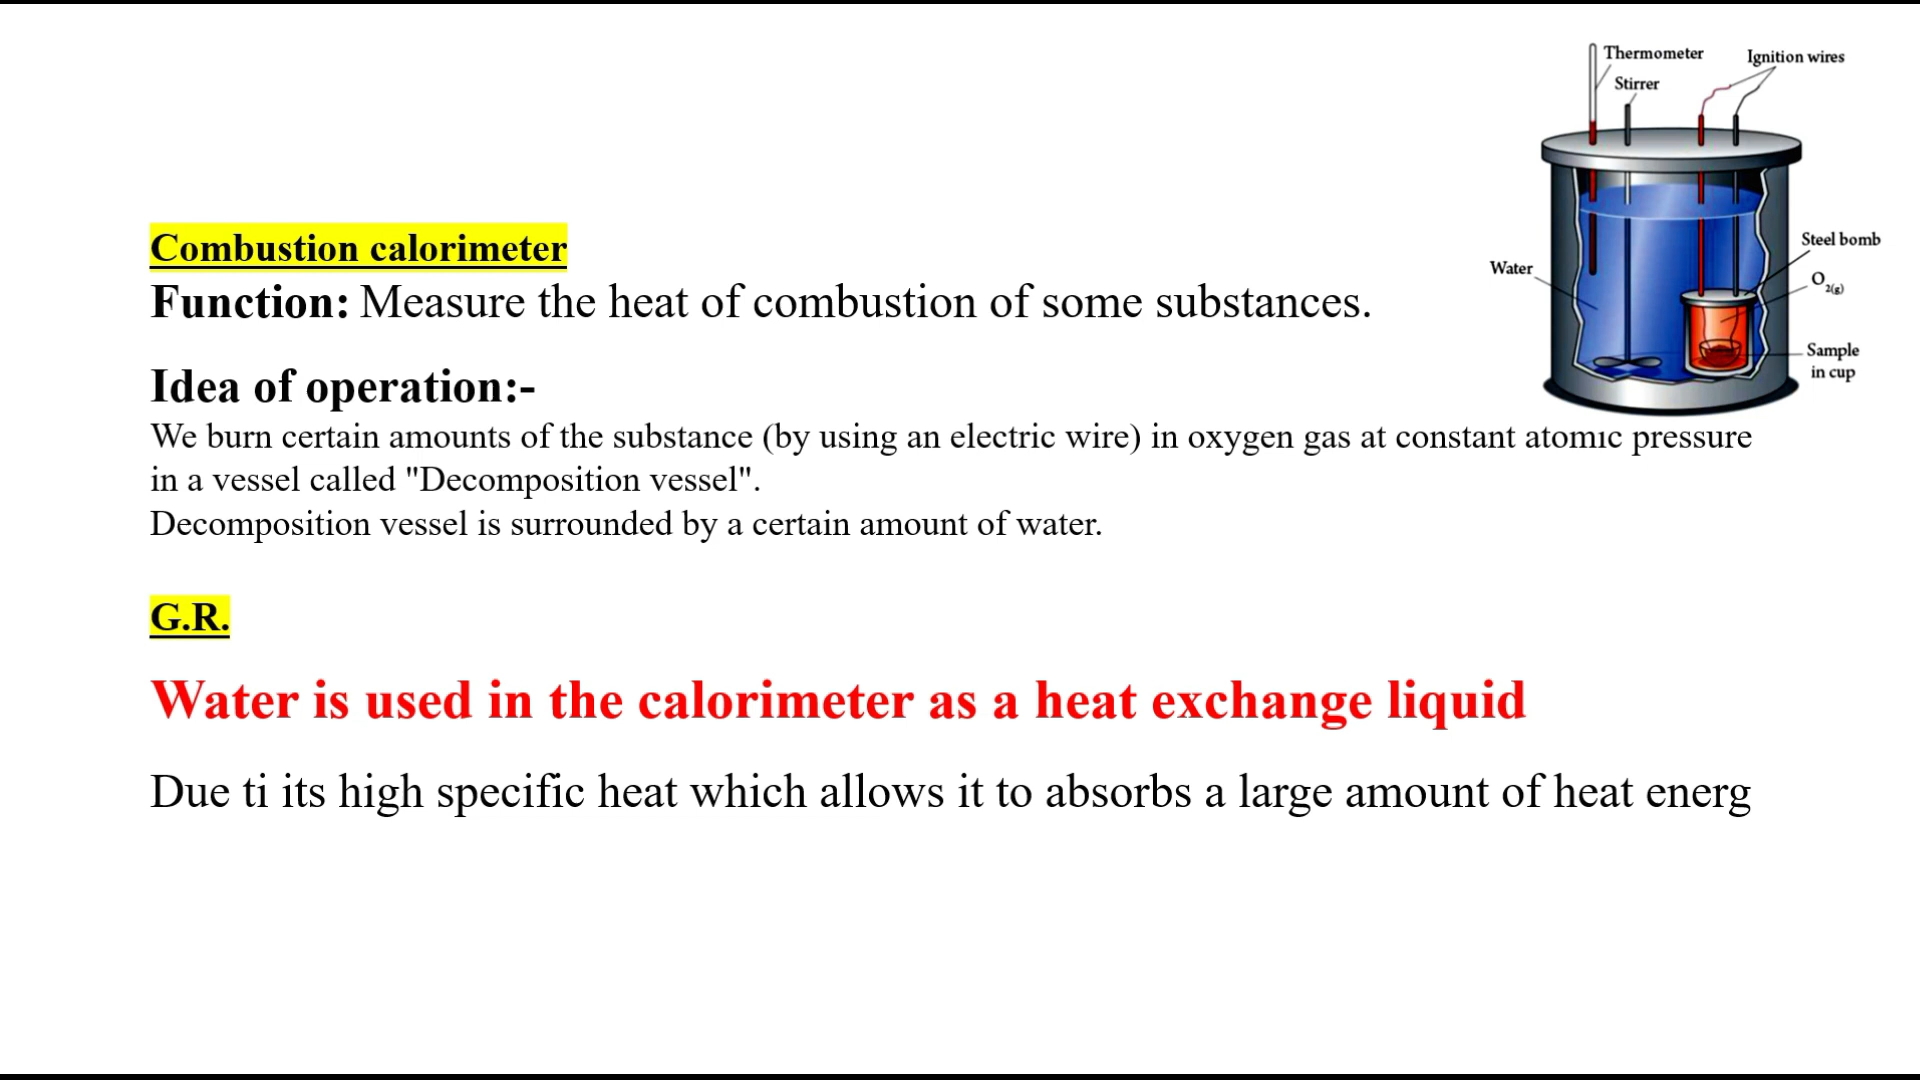 Thermometer
Ignition wires
Stirrer
Combustion calorimeter
Steel bomb
Function: Measure the heat of combustion of some substances.
Water
O2(g)
Sample
in cup
Idea of operation:-
We burn certain amounts of the substance (by using an electric wire) in oxygen gas at constant atomic pressure
in a vessel called "Decomposition vessel".
Decomposition vessel is surrounded by a certain amount of water.
G.R.
Water is used in the calorimeter as a heat exchange liquid
Due ti its high specific heat which allows it to absorbs a large amount of heat energ